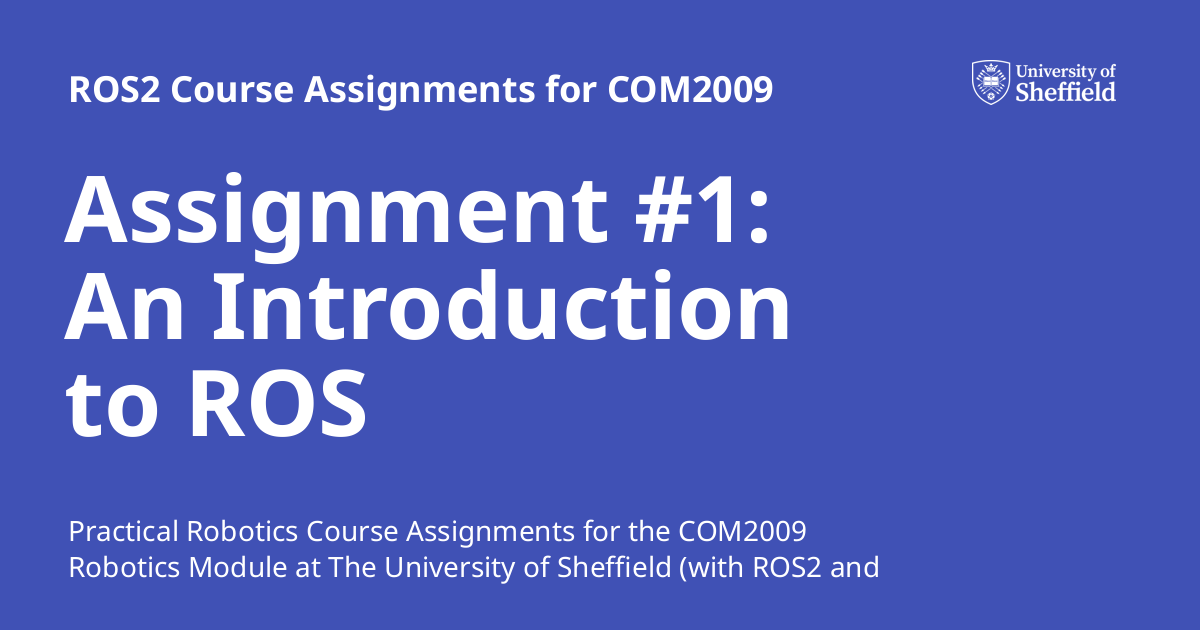 ROS2 Course Assignments for COM2009
University of
Sheffield
Assignment #1:
An Introduction
to ROS
Practical Robotics Course Assignments for the COM2009
Robotics Module at The University of Sheffield (with ROS2 and